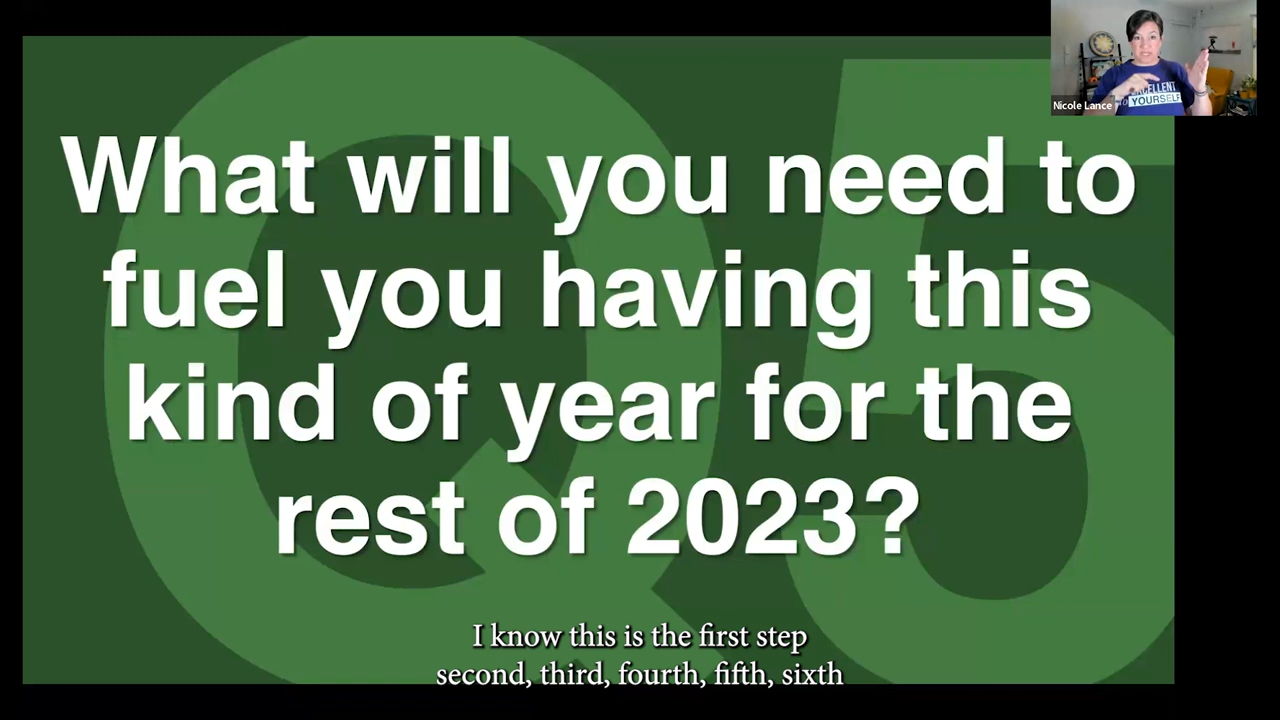 What will you need to
fuel you having this
kind of year for the
rest of 2023?
Q5
Nicole Lance
YOURSELF
I know this is the first step
second, third, fourth, fifth, sixth